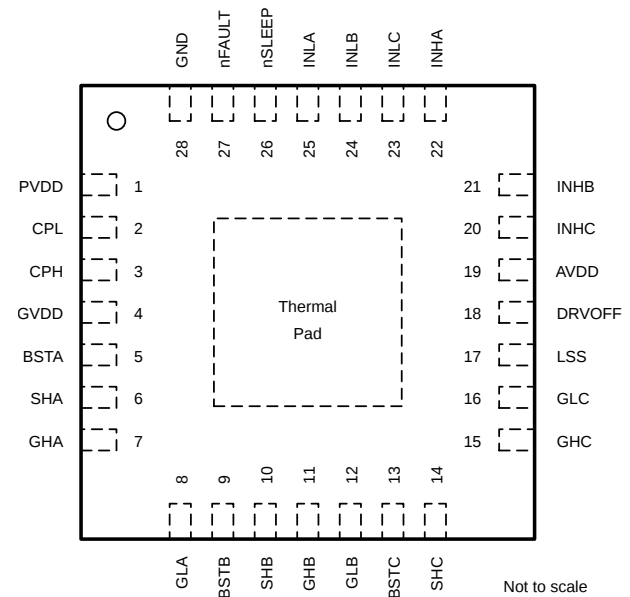 GND
nFAULT
nSLEEP
INLA
INLB
INLC
INHA
28
27
26
25
24
23
22
PVDD 1
CPL 2
CPH 3
GVDD 4
BSTA 5
SHA 6
GHA 7
21 INHB
20 INHC
19 AVDD
18 DRVOFF
17 LSS
16 GLC
15 GHC
Thermal
Pad
8
9
10
11
12
13
14
GLA
BSTB
SHB
GHB
GLB
BSTC
SHC
Not to scale